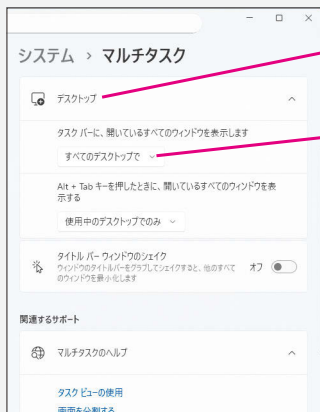 システム > マルチタスク
デスクトップ
タスク バーに、開いているすべてのウィンドウを表示します
すべてのデスクトップで
Alt + Tab キーを押したときに、開いているすべてのウィンドウを表
示する
使用中のデスクトップでのみ
タイトル バー ウィンドウのシェイク
ウィンドウのタイトルバーをグラブしてシェイクすると、他のすべて
のウィンドウを最小化します
オフ
関連するサポート
マルチタスクのヘルプ
タスク ビューの使用
画面を分割する